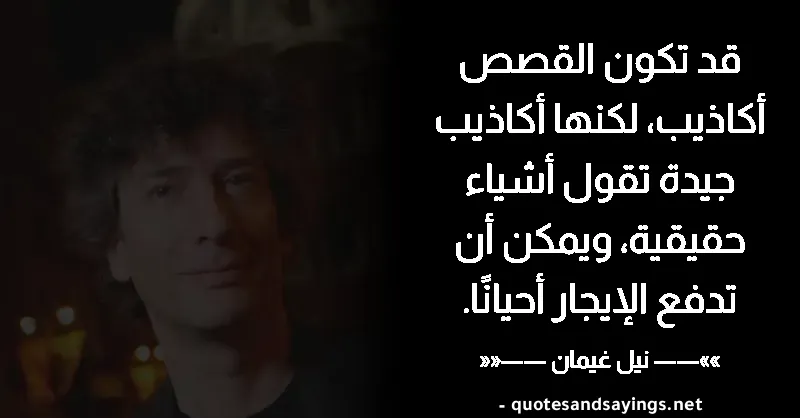 قد تكون القصص
أكاذيب، لكنها أكاذيب
جيدة تقول أشياء
حقيقية، ويمكن أن
تدفع الإيجار أحيانًا.
»»—— نيل غيمان ——««
- quotesandsayings.net